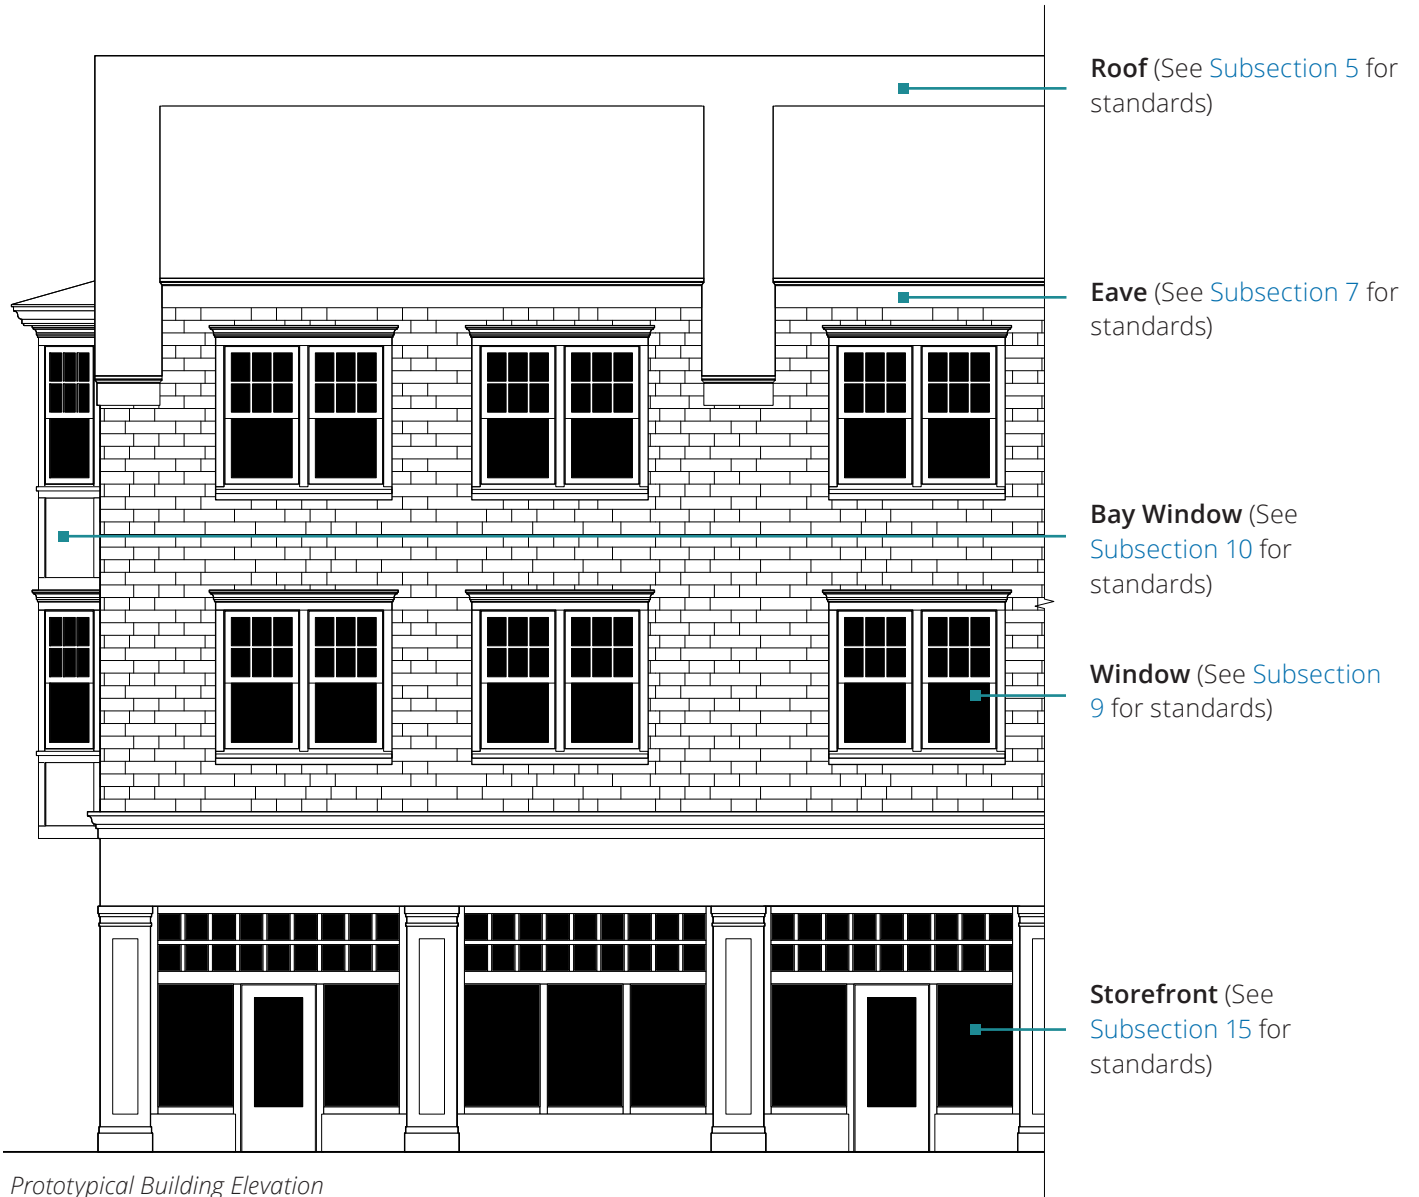 Roof (See Subsection 5 for
standards)
Eave (See Subsection 7 for
standards)
Bay Window (See
Subsection 10 for
standards)
Window (See Subsection
9 for standards)
Storefront (See
Subsection 15 for
standards)
Prototypical Building Elevation